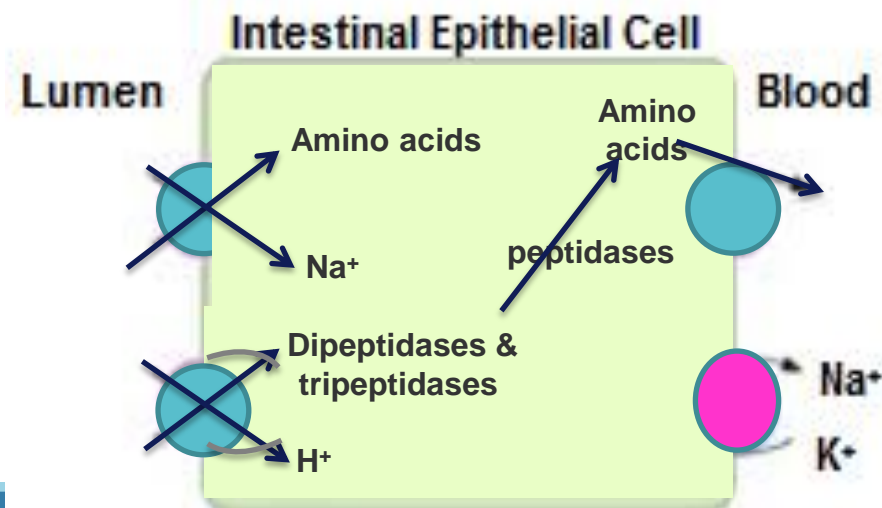 Intestinal Epithelial Cell
Lumen
Blood
Amino acids
Amino
acids
Na⁺
peptidases
Dipeptidases &
tripeptidases
H⁺
Na⁺
K⁺